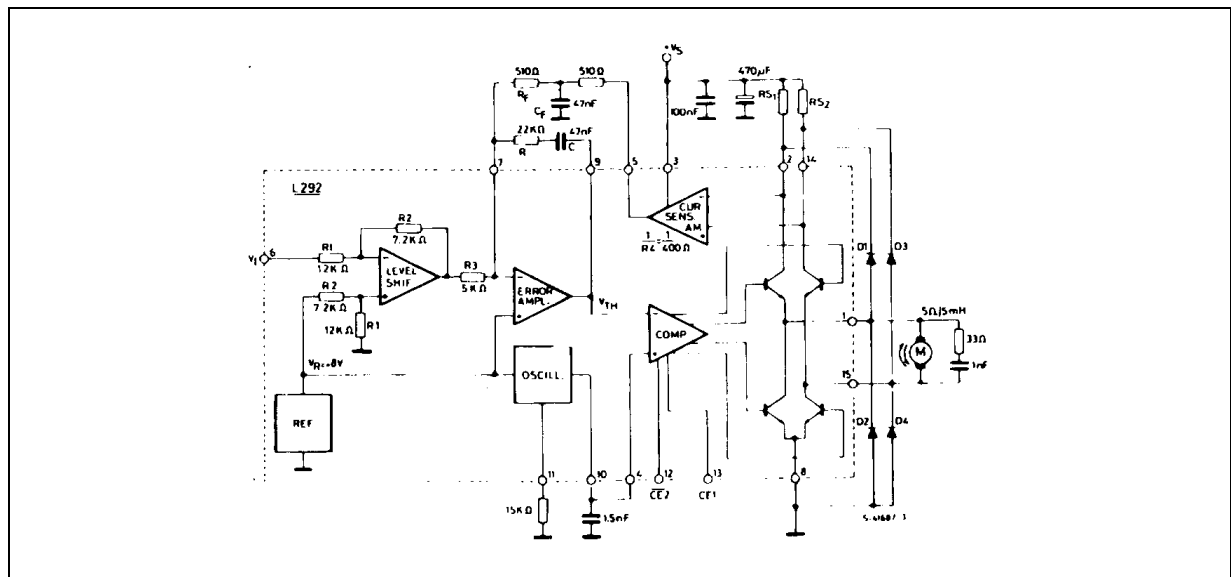 +VS
510Ω
510Ω
RF
CF
47nF
470µF
100nF
RS1
RS2
22KΩ
R
47nF
C
7
9
5
3
2
14
L292
R2
7.2KΩ
CUR
SENS.
AM.
1/R4 = 1/400Ω
D1
D3
VI
6
R1
12KΩ
LEVEL
SHIF.
R3
5KΩ
ERROR
AMPL.
VTH
R2
7.2KΩ
12KΩ
R1
COMP
1
5Ω/5mH
33Ω
M
1nF
OSCILL.
15
REF
D2
D4
11
10
4
12
13
8
CE2
CE1
15KΩ
1.5nF